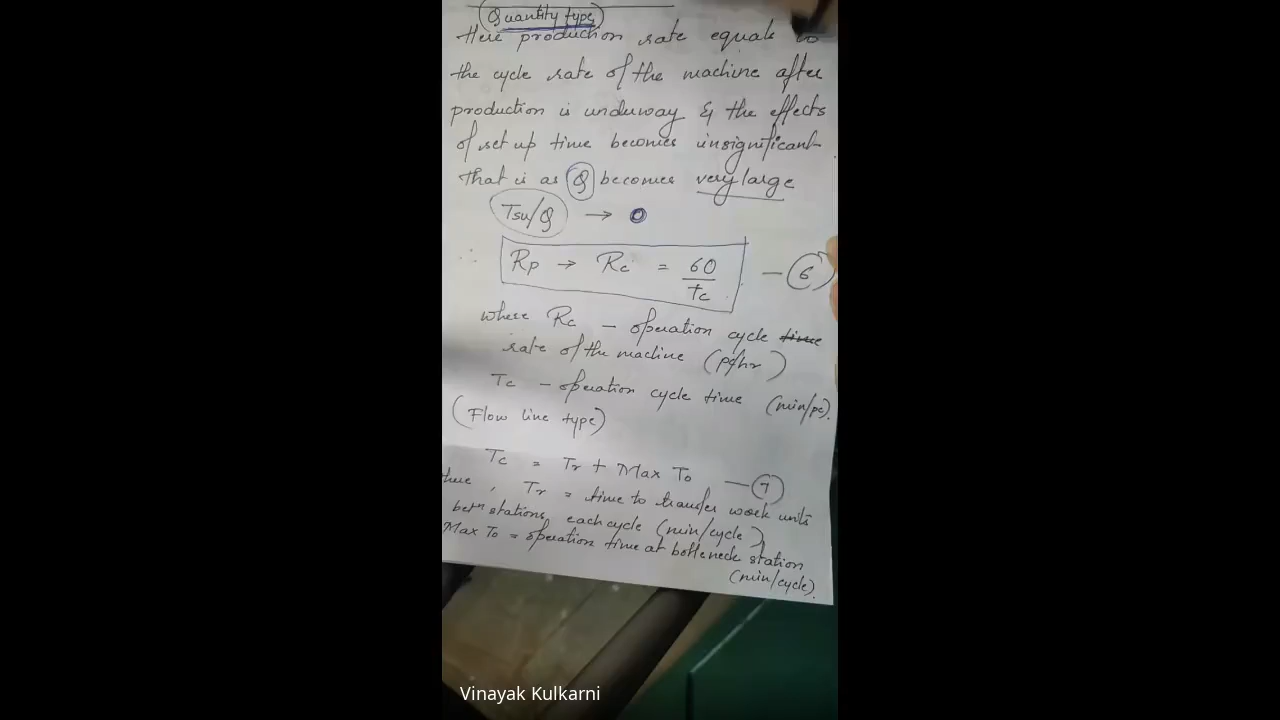 Quantity type
Here production rate equals to
the cycle rate of the machine after
production is underway & the effects
of set up time becomes insignificant
That is as Q becomes very large
Tsu/Q → 0
∴ Rp → Rc = 60/Tc — 6
where Rc – operation cycle time
rate of the machine (pc/hr)
Tc – operation cycle time (min/pc).
(Flow line type)
Tc = Tr + Max To — 7
here, Tr = time to transfer work units
betn stations each cycle (min/cycle)
Max To = operation time at bottleneck station
(min/cycle).
Vinayak Kulkarni